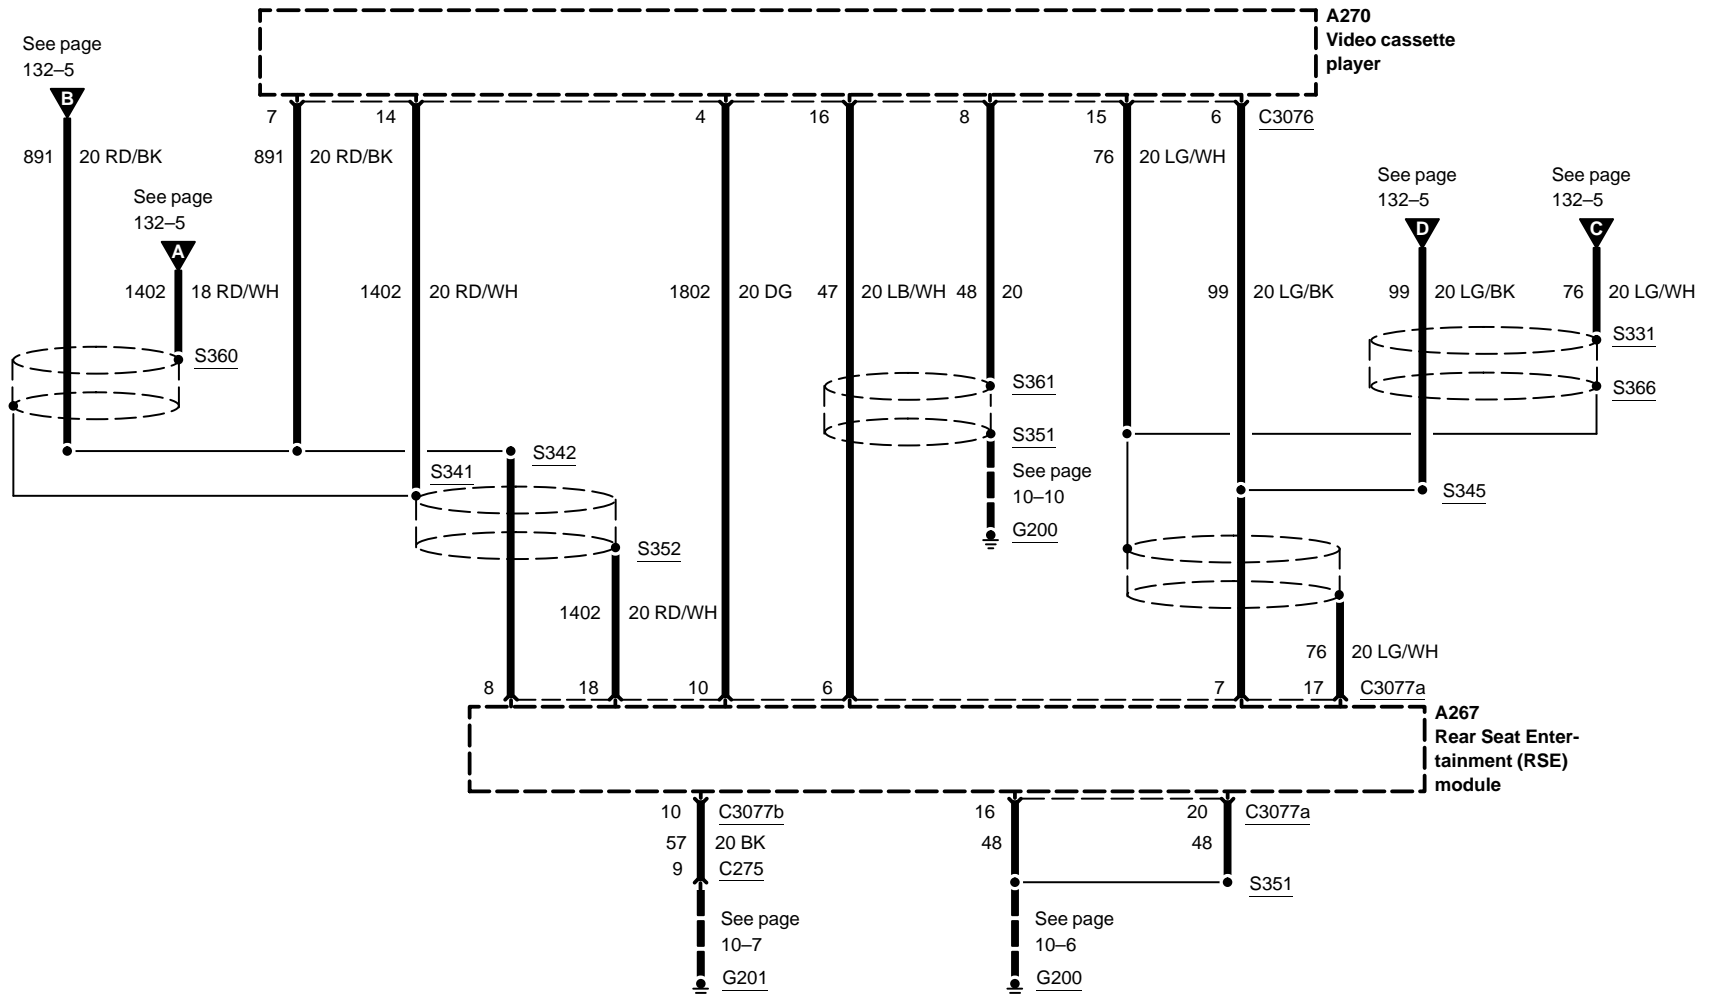 A270
Video cassette
player
See page
132–5
B
7
14
4
16
8
15
6
C3076
891
20 RD/BK
891
20 RD/BK
76
20 LG/WH
See page
132–5
A
See page
132–5
D
See page
132–5
C
1402
18 RD/WH
1402
20 RD/WH
1802
20 DG
47
20 LB/WH
48
20
99
20 LG/BK
99
20 LG/BK
76
20 LG/WH
S360
S331
S361
S366
S351
S342
S341
See page
10–10
S345
G200
S352
1402
20 RD/WH
76
20 LG/WH
8
18
10
6
7
17
C3077a
A267
Rear Seat Enter-
tainment (RSE)
module
10
C3077b
16
20
C3077a
57
20 BK
48
48
9
C275
S351
See page
10–7
See page
10–6
G201
G200